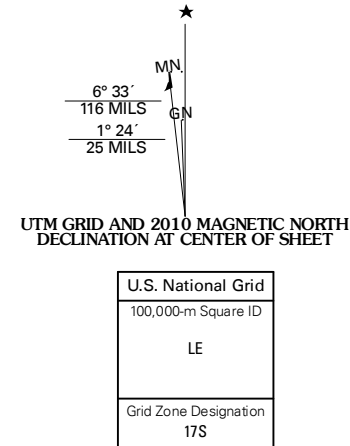 MN
6° 33´
116 MILS
GN
1° 24´
25 MILS
UTM GRID AND 2010 MAGNETIC NORTH
DECLINATION AT CENTER OF SHEET
U.S. National Grid
100,000-m Square ID
LE
Grid Zone Designation
17S